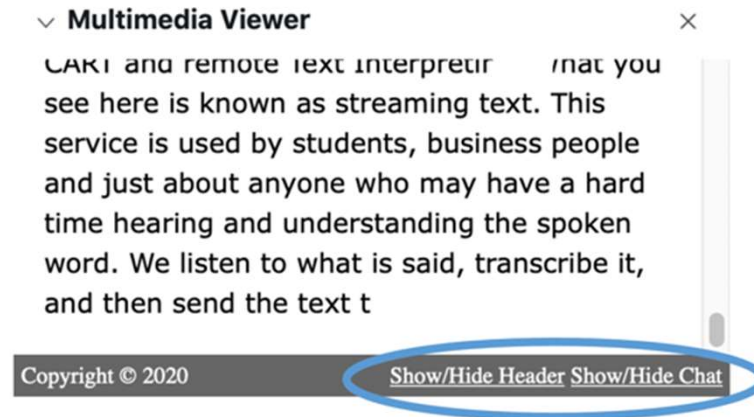 Multimedia Viewer
CART and remote Text
see here is known as streaming text. This
service is used by students, business people
and just about anyone who may have a hard
time hearing and understanding the spoken
word. We listen to what is said, transcribe it,
and then send the text t
Copyright © 2020 Show/Hide Header Show/Hide Chat